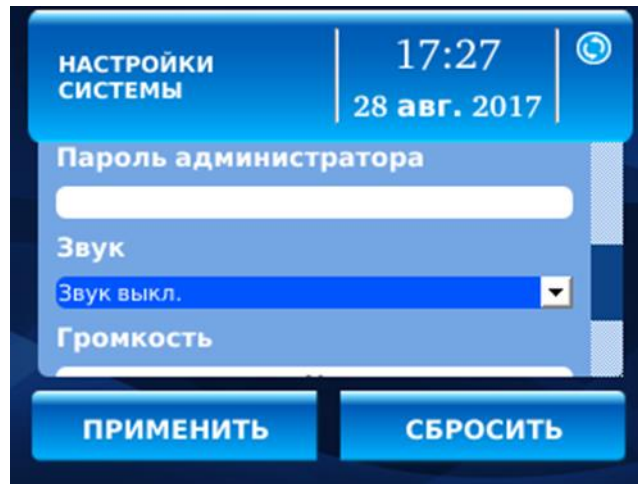 НАСТРОЙКИ
СИСТЕМЫ
17:27
28 авг. 2017
Пароль администратора
Звук
Звук выкл.
Громкость
ПРИМЕНИТЬ
СБРОСИТЬ